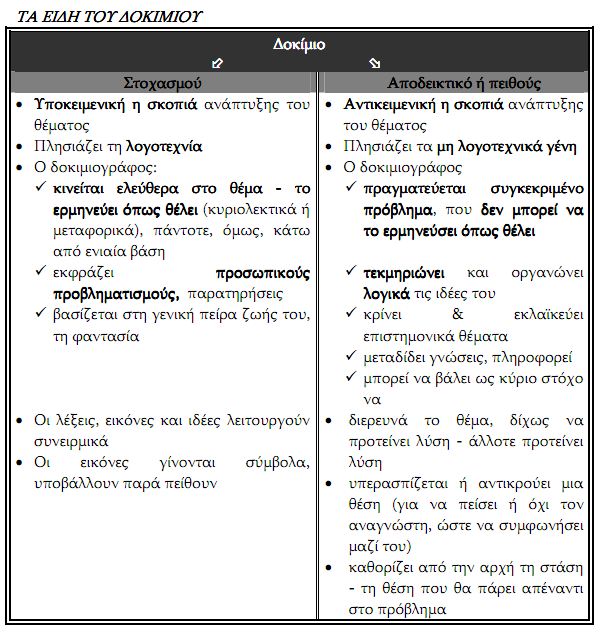 ΤΑ ΕΙΔΗ ΤΟΥ ΔΟΚΙΜΙΟΥ
Δοκίμιο
Στοχασμού
• Υποκειμενική η σκοπιά ανάπτυξης του
θέματος
• Πλησιάζει τη λογοτεχνία
• Ο δοκιμιογράφος:
✓ κινείται ελεύθερα στο θέμα - το
ερμηνεύει όπως θέλει (κυριολεκτικά ή
μεταφορικά), πάντοτε, όμως, κάτω
από ενιαία βάση
✓ εκφράζει προσωπικούς
προβληματισμούς, παρατηρήσεις
✓ βασίζεται στη γενική πείρα ζωής του,
τη φαντασία
• Οι λέξεις, εικόνες και ιδέες λειτουργούν
συνειρμικά
• Οι εικόνες γίνονται σύμβολα,
υποβάλλουν παρά πείθουν
Αποδεικτικό ή πειθούς
• Αντικειμενική η σκοπιά ανάπτυξης
του θέματος
• Πλησιάζει τα μη λογοτεχνικά γένη
• Ο δοκιμιογράφος
✓ πραγματεύεται συγκεκριμένο
πρόβλημα, που δεν μπορεί να
το ερμηνεύσει όπως θέλει
✓ τεκμηριώνει και οργανώνει
λογικά τις ιδέες του
✓ κρίνει & εκλαϊκεύει
επιστημονικά θέματα
✓ μεταδίδει γνώσεις, πληροφορεί
✓ μπορεί να βάλει ως κύριο στόχο
να
• διερευνά το θέμα, δίχως να
προτείνει λύση - άλλοτε προτείνει
λύση
• υπερασπίζεται ή αντικρούει μια
θέση (για να πείσει ή όχι τον
αναγνώστη, ώστε να συμφωνήσει
μαζί του)
• καθορίζει από την αρχή τη στάση
- τη θέση που θα πάρει απέναντι
στο πρόβλημα